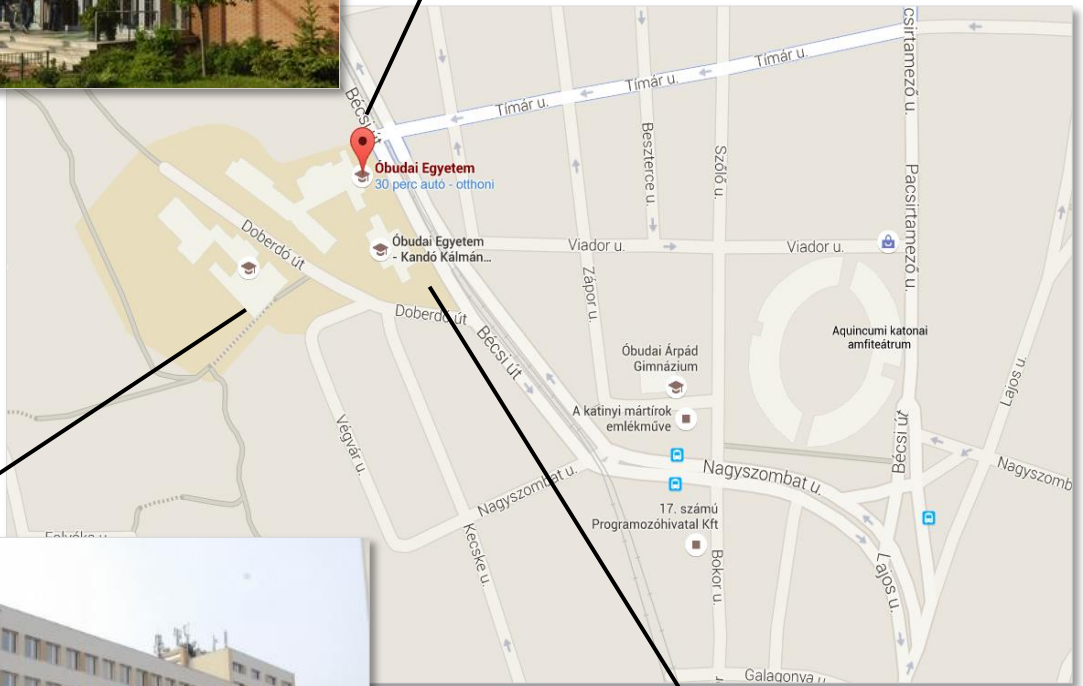 csirtamező u.
Tímár u.
Tímár u.
Tímár u.
Bécsi út
Beszterce u.
Szőlő u.
Pacsirtamező u.
Óbudai Egyetem
30 perc autó - otthoni
Doberdó út
Óbudai Egyetem
- Kandó Kálmán...
Viador u.
Viador u.
Zápor u.
Doberdó út
Bécsi út
Aquincumi katonai
amfiteátrum
Óbudai Árpád
Gimnázium
Lajos u.
A katinyi mártírok
emlékműve
Végvár u.
Bécsi út
Nagyszombat u.
Nagyszomb
Nagyszombat u.
17. számú
Programozóhivatal Kft
Kecske u.
Bokor u.
Lajos u.
Galagonya u.